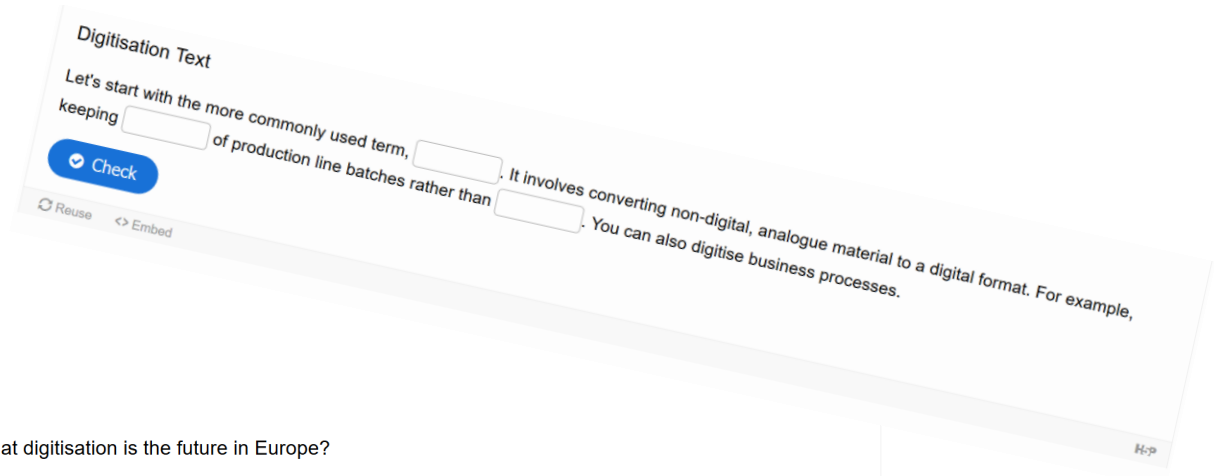 Digitisation Text
Let's start with the more commonly used term, . It involves converting non-digital, analogue material to a digital format. For example,
keeping of production line batches rather than . You can also digitise business processes.
Check
Reuse <> Embed
H-P
at digitisation is the future in Europe?